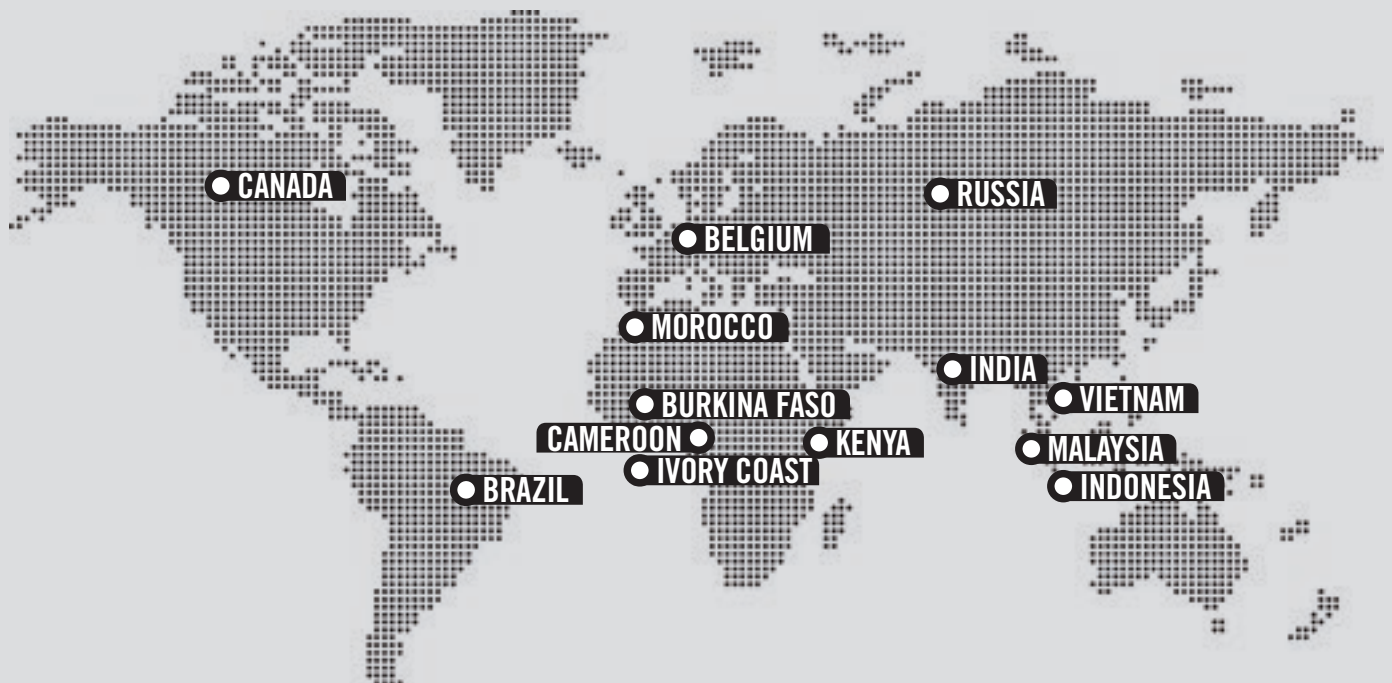 CANADA
RUSSIA
BELGIUM
MOROCCO
INDIA
VIETNAM
BURKINA FASO
CAMEROON
KENYA
MALAYSIA
IVORY COAST
INDONESIA
BRAZIL